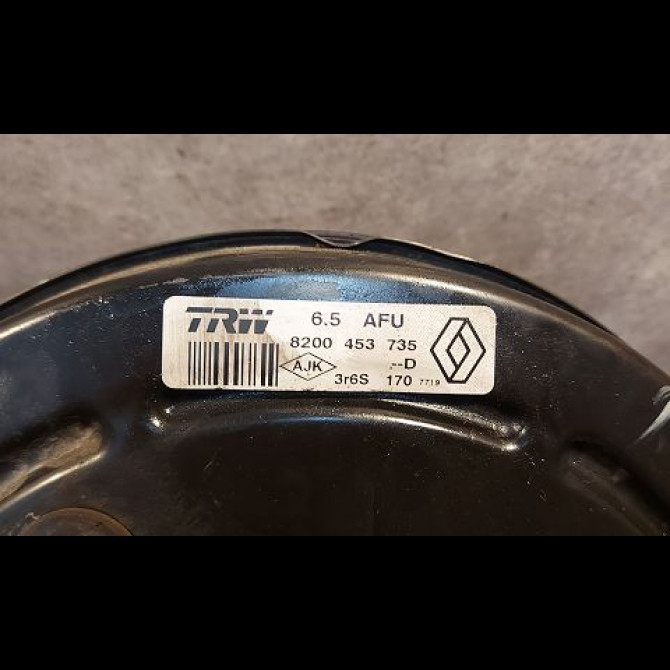 TRW 6.5 AFU
8200 453 735
AJK --D
3r6S 170 7719